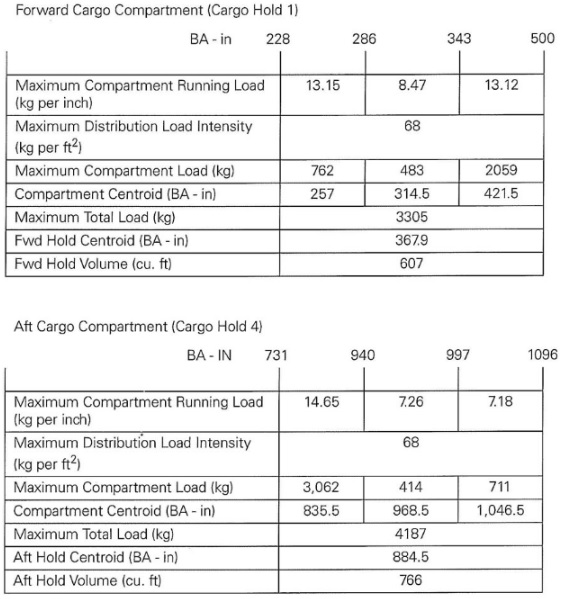 Forward Cargo Compartment (Cargo Hold 1)
BA - in 228 286 343 500
Maximum Compartment Running Load (kg per inch) 13.15 8.47 13.12
Maximum Distribution Load Intensity (kg per ft²) 68
Maximum Compartment Load (kg) 762 483 2059
Compartment Centroid (BA - in) 257 314.5 421.5
Maximum Total Load (kg) 3305
Fwd Hold Centroid (BA - in) 367.9
Fwd Hold Volume (cu. ft) 607
Aft Cargo Compartment (Cargo Hold 4)
BA - IN 731 940 997 1096
Maximum Compartment Running Load (kg per inch) 14.65 7.26 7.18
Maximum Distribution Load Intensity (kg per ft²) 68
Maximum Compartment Load (kg) 3,062 414 711
Compartment Centroid (BA - in) 835.5 968.5 1,046.5
Maximum Total Load (kg) 4187
Aft Hold Centroid (BA - in) 884.5
Aft Hold Volume (cu. ft) 766